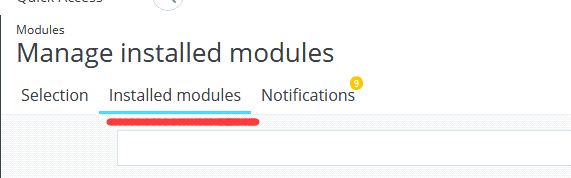 Quick Access
Modules
Manage installed modules
Selection Installed modules Notifications 9